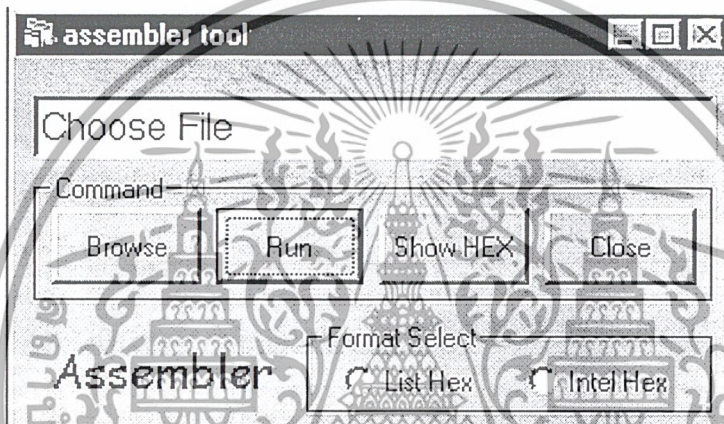 assembler tool
Choose File
Command
Browse Run Show HEX Close
Format Select
Assembler
List Hex Intel Hex